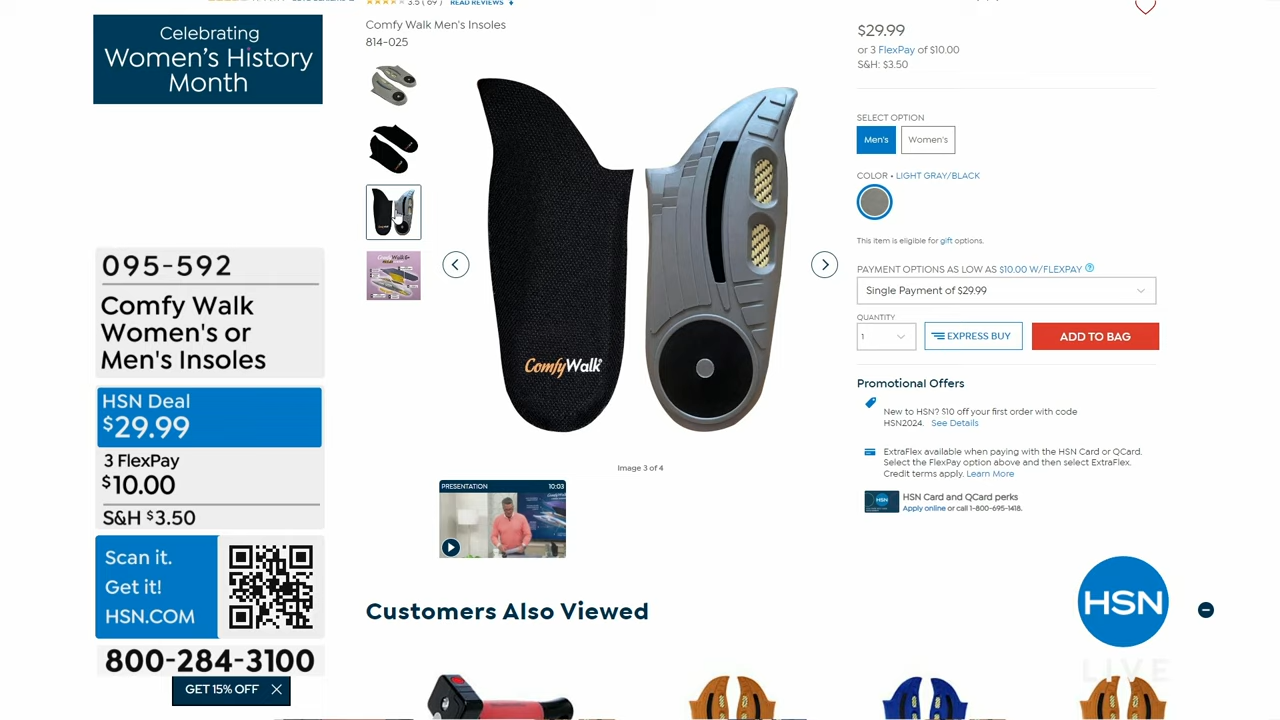 3.5 ( 69 ) READ REVIEWS
Comfy Walk Men's Insoles
814-025
Celebrating
Women's History
Month
$29.99
or 3 FlexPay of $10.00
S&H: $3.50
SELECT OPTION
Men's
Women's
COLOR • LIGHT GRAY/BLACK
This item is eligible for gift options.
PAYMENT OPTIONS AS LOW AS $10.00 W/FLEXPAY ?
Single Payment of $29.99
QUANTITY
1
EXPRESS BUY
ADD TO BAG
Promotional Offers
New to HSN? $10 off your first order with code
HSN2024. See Details
ExtraFlex available when paying with the HSN Card or QCard.
Select the FlexPay option above and then select ExtraFlex.
Credit terms apply. Learn More
HSN
HSN Card and QCard perks
Apply online or call 1-800-695-1418.
ComfyWalk
Image 3 of 4
PRESENTATION 10:03
095-592
Comfy Walk
Women's or
Men's Insoles
HSN Deal
$29.99
3 FlexPay
$10.00
S&H $3.50
Scan it.
Get it!
HSN.COM
800-284-3100
GET 15% OFF
Customers Also Viewed
HSN
LIVE